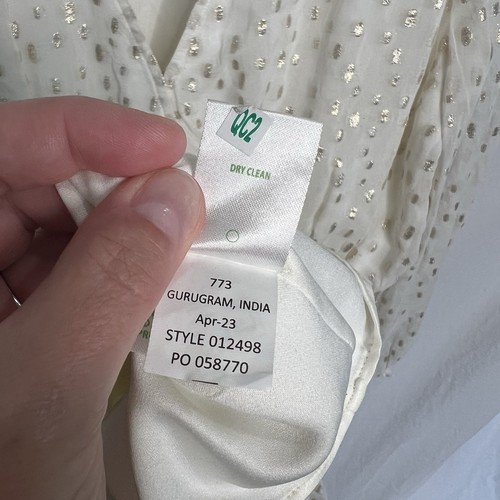 QC2
DRY CLEAN
773
GURUGRAM, INDIA
Apr-23
STYLE 012498
PO 058770